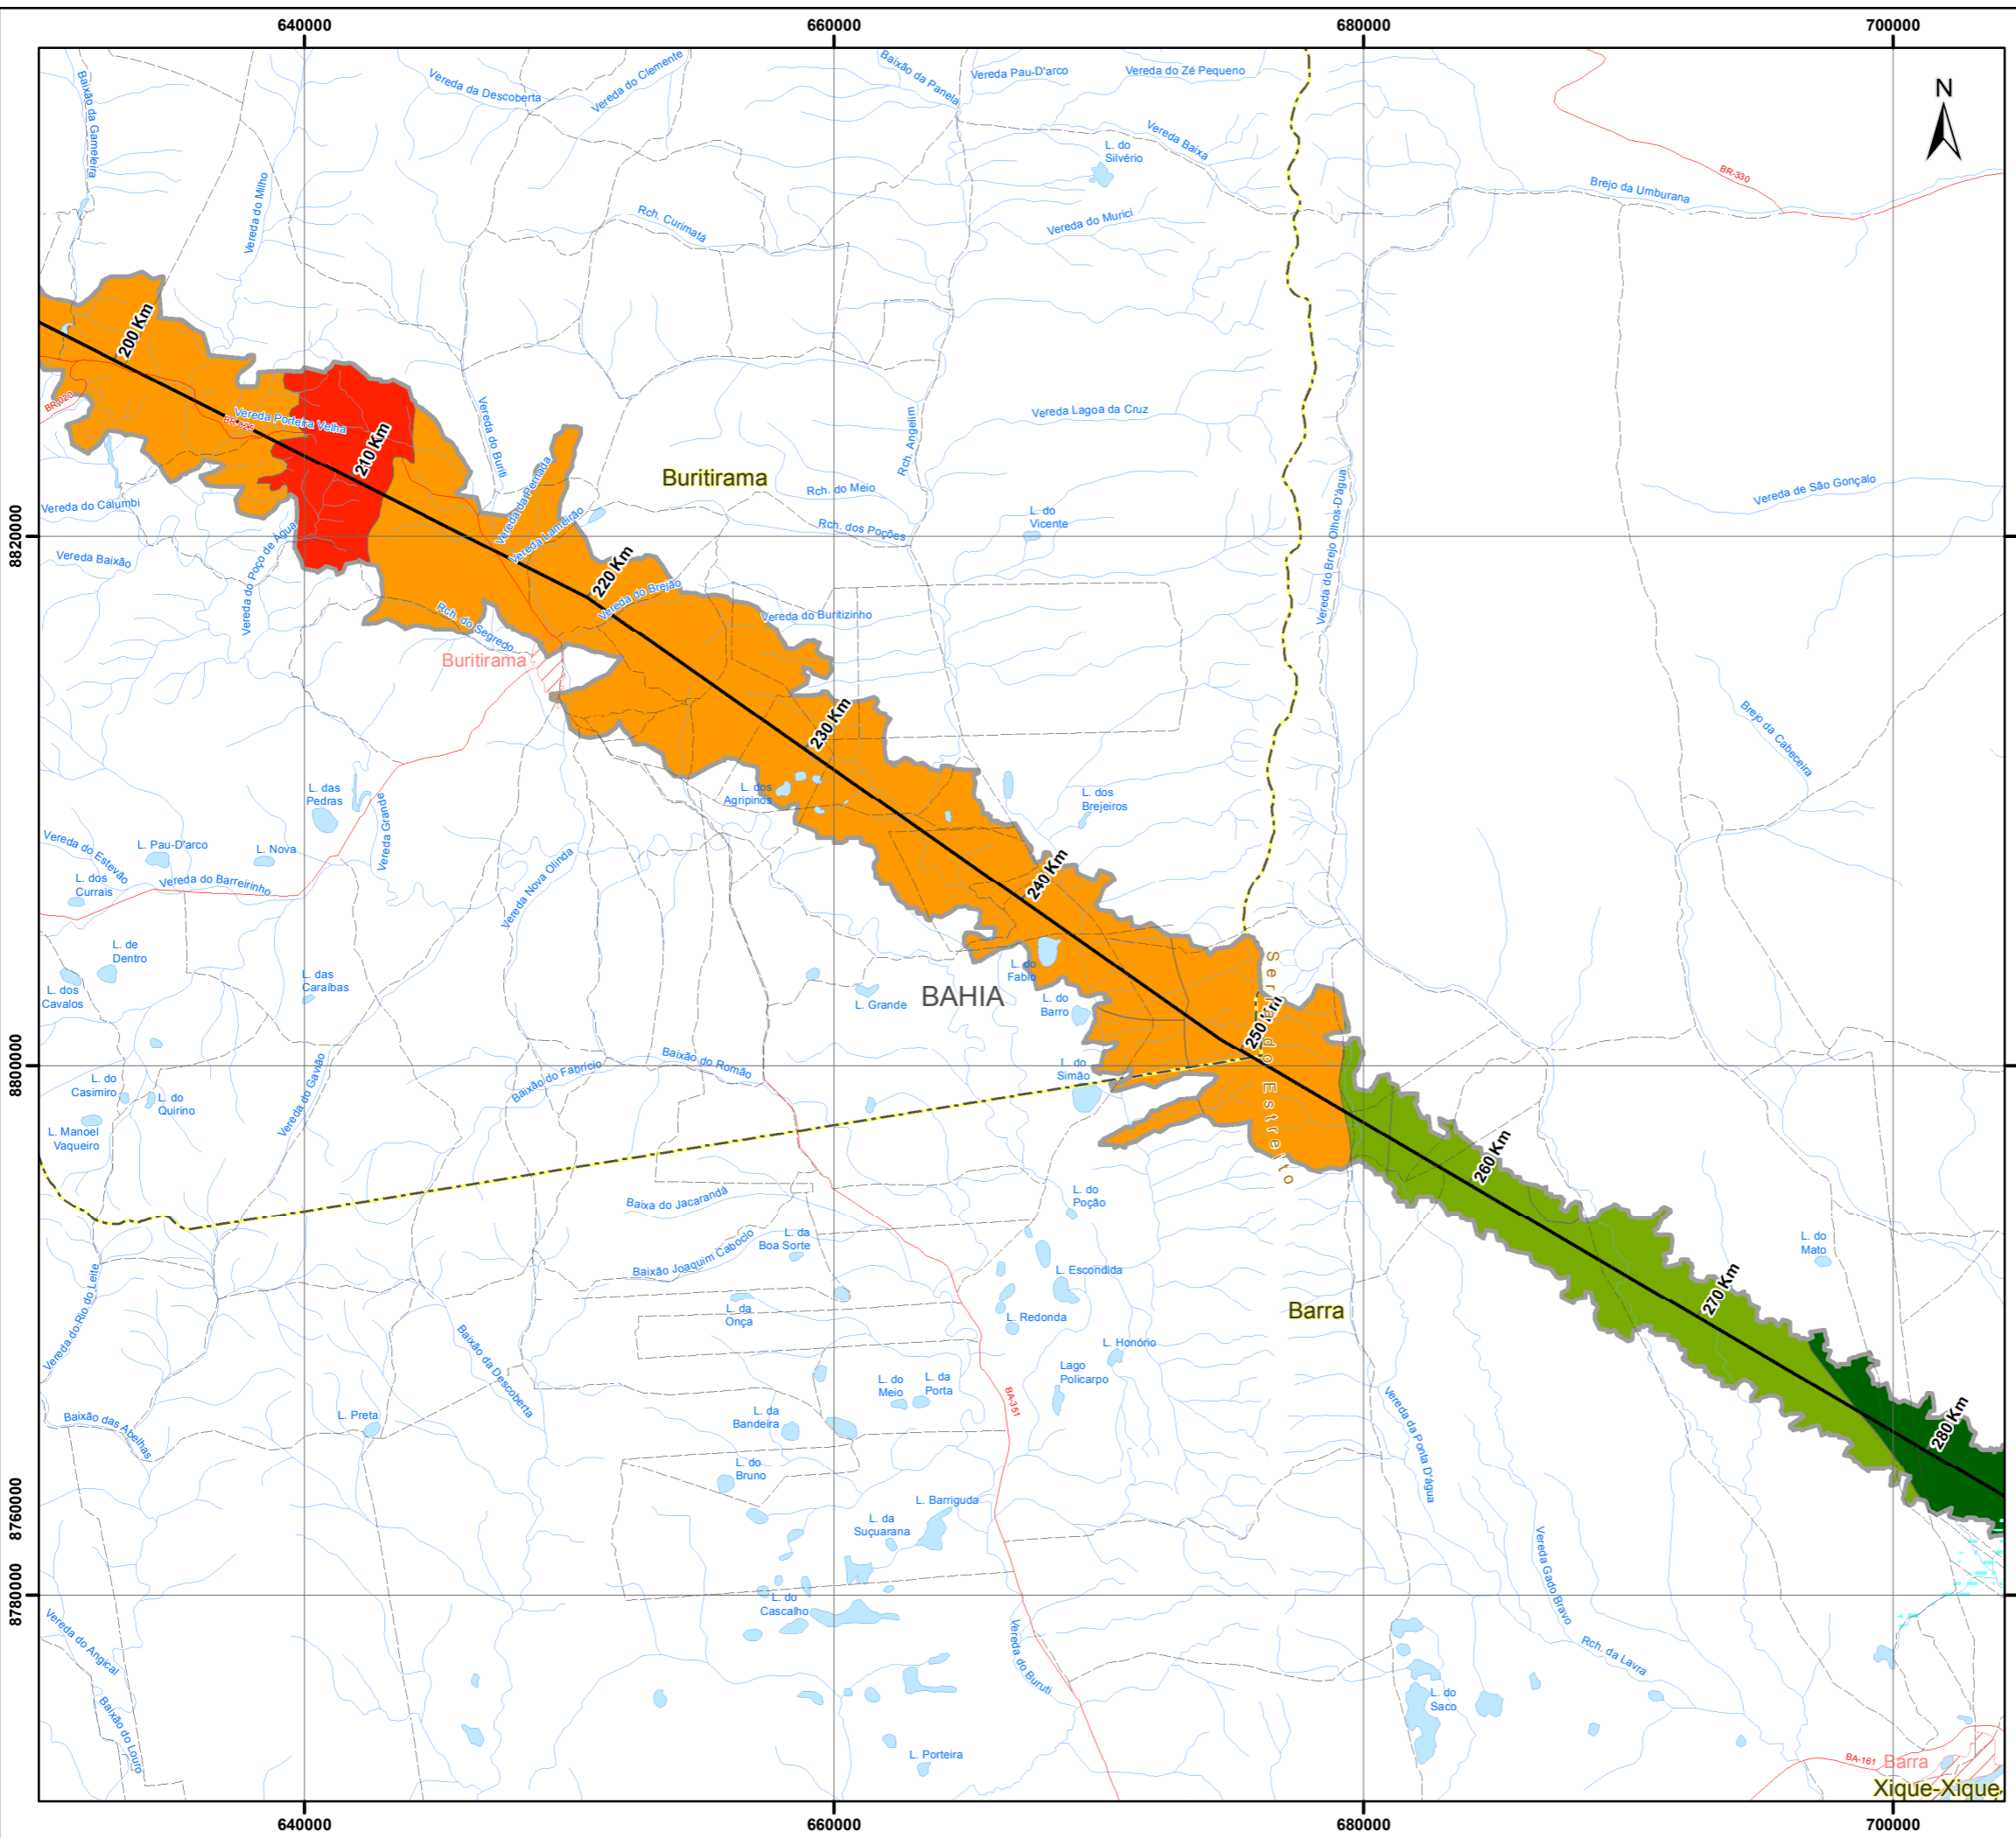 640000
660000
680000
700000
Baixão da Gameleira
Vereda da Descoberta
Vereda do Clemente
Baixão da Panela
Vereda Pau-D'arco
Vereda do Zé Pequeno
N
Vereda Baixa
L. do
Silvério
BR-330
Brejo da Umburana
Vereda do Milho
Rch. Curimatá
Vereda do Murici
200 Km
BR-020
Vereda Porteira Velha
210 Km
Vereda do Buriti
Rch. Angelim
Vereda Lagoa da Cruz
Vereda da Pernada
Buritirama
Rch. do Meio
Vereda do Brejo Olhos-D'água
Vereda de São Gonçalo
Vereda do Calumbi
Vereda Lameirão
Rch. dos Poções
L. do
Vicente
8820000
Vereda Baixão
Vereda do Poço de Água
220 Km
Vereda do Brejão
Vereda do Buritizinho
Rch. do Segredo
Buritirama
230 Km
Brejo da Cabeceira
L. das
Pedras
Vereda Grande
L. dos
Agripinos
L. dos
Brejeiros
Vereda do Estevão
L. Pau-D'arco
L. Nova
L. dos
Currais
Vereda do Barreirinho
Vereda Nova Olinda
240 Km
L. de
Dentro
L. dos
Cavalos
L. das
Caraíbas
L. do
Fabio
Serra do Estreito
L. Grande
BAHIA
L. do
Barro
250 Km
8800000
L. do
Casimiro
L. do
Quirino
L. Manoel
Vaqueiro
Vereda do Gavião
Baixão do Fabrício
Baixão do Romão
L. do
Simão
260 Km
Baixa do Jacarandá
L. do
Poção
L. da
Boa Sorte
Baixão Joaquim Caboclo
L. do
Mato
Vereda do Rio do Leite
L. Escondida
270 Km
L. da
Onça
L. Redonda
Barra
Baixão da Descoberta
L. Honório
Lago
Policarpo
L. do
Meio
L. da
Porta
BA-351
Baixão das Abelhas
L. Preta
L. da
Bandeira
Vereda da Ponta D'água
280 Km
L. do
Bruno
8760000
L. Barriguda
L. da
Suçuarana
Vereda Gado Bravo
8780000
L. do
Cascalho
Vereda do Angical
Vereda do Buruti
Rch. da Lavra
Baixão do Louro
L. do
Saco
L. Porteira
BA-161
Barra
Xique-Xique
640000
660000
680000
700000